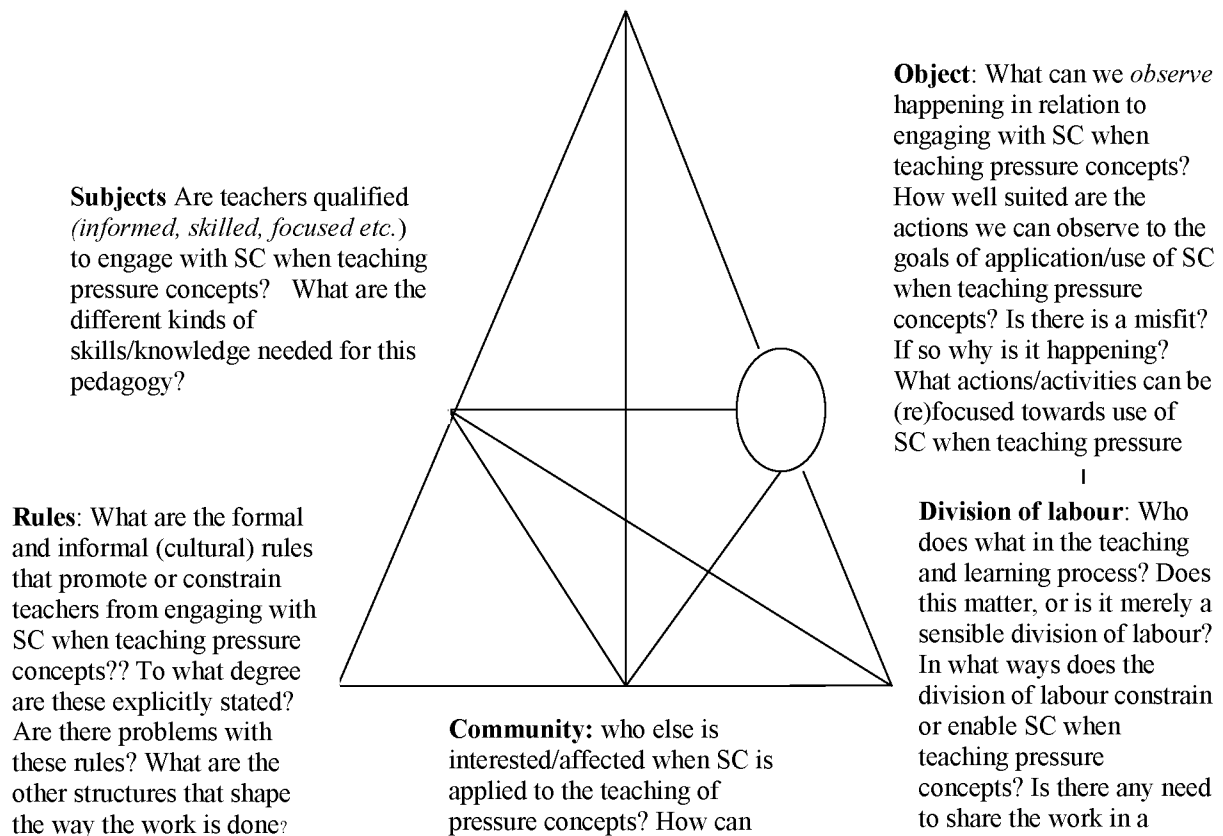 Object: What can we observe
happening in relation to
engaging with SC when
teaching pressure concepts?
How well suited are the
actions we can observe to the
goals of application/use of SC
when teaching pressure
concepts? Is there is a misfit?
If so why is it happening?
What actions/activities can be
(re)focused towards use of
SC when teaching pressure
Subjects Are teachers qualified
(informed, skilled, focused etc.)
to engage with SC when teaching
pressure concepts? What are the
different kinds of
skills/knowledge needed for this
pedagogy?
Rules: What are the formal
and informal (cultural) rules
that promote or constrain
teachers from engaging with
SC when teaching pressure
concepts?? To what degree
are these explicitly stated?
Are there problems with
these rules? What are the
other structures that shape
the way the work is done?
Community: who else is
interested/affected when SC is
applied to the teaching of
pressure concepts? How can
Division of labour: Who
does what in the teaching
and learning process? Does
this matter, or is it merely a
sensible division of labour?
In what ways does the
division of labour constrain
or enable SC when
teaching pressure
concepts? Is there any need
to share the work in a